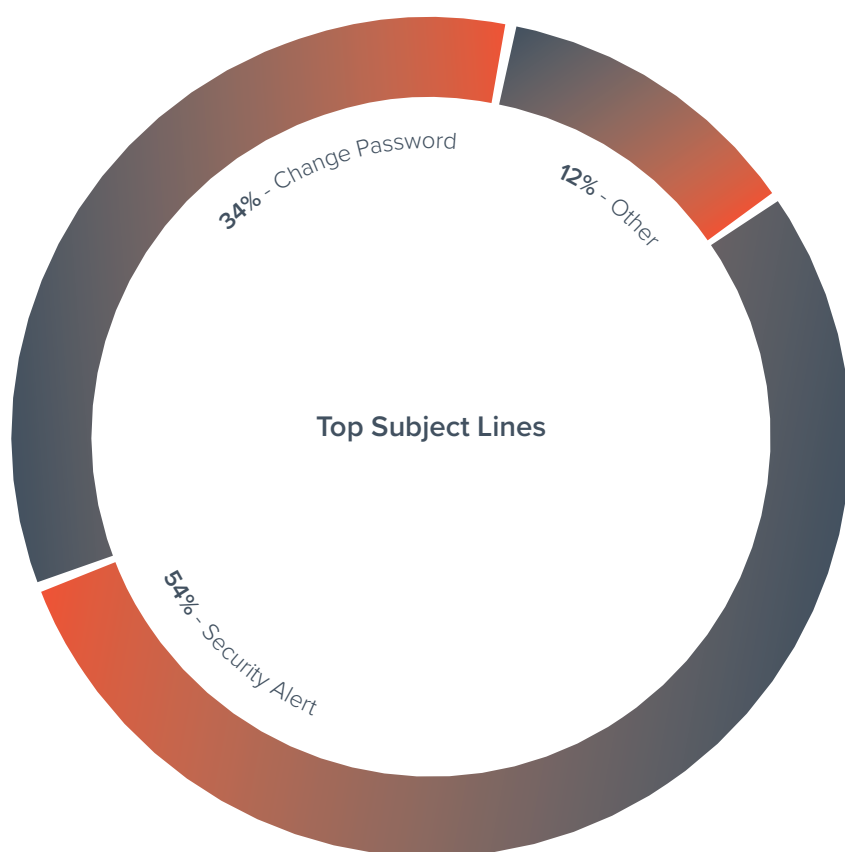 34% - Change Password
12% - Other
Top Subject Lines
54% - Security Alert